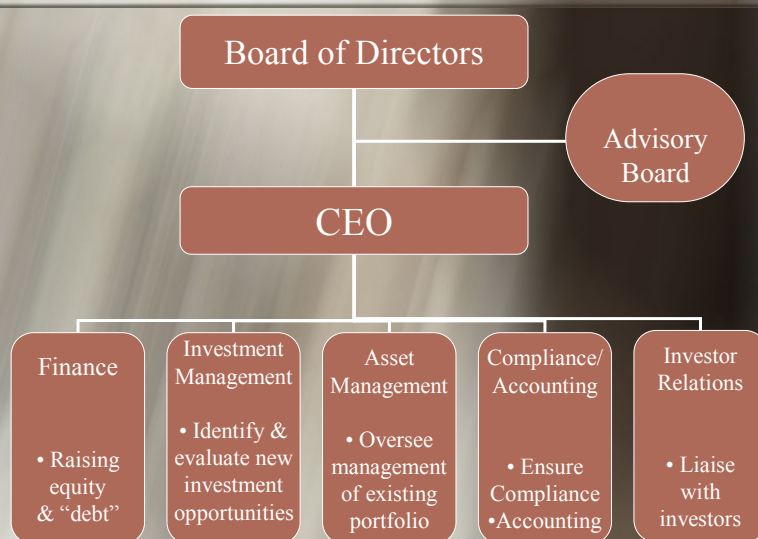 Board of Directors
Advisory
Board
CEO
Finance
• Raising
equity
& “debt”
Investment
Management
• Identify &
evaluate new
investment
opportunities
Asset
Management
• Oversee
management
of existing
portfolio
Compliance/
Accounting
• Ensure
Compliance
•Accounting
Investor
Relations
• Liaise
with
investors